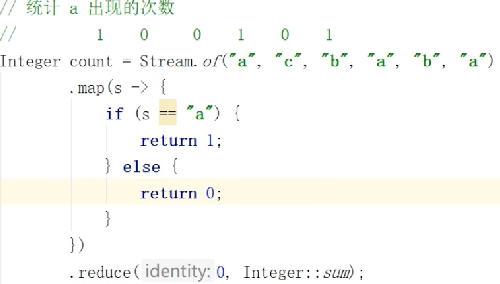 // 统计 a 出现的次数
// 1 0 0 1 0 1
Integer count = Stream.of("a", "c", "b", "a", "b", "a")
.map(s -> {
if (s == "a") {
return 1;
} else {
return 0;
}
})
.reduce( identity: 0, Integer::sum);